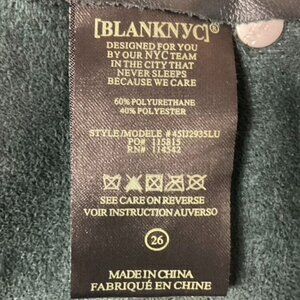 [BLANKNYC]®
DESIGNED FOR YOU
BY OUR NYC TEAM
IN THE CITY THAT
NEVER SLEEPS
BECAUSE WE CARE
60% POLYURETHANE
40% POLYESTER
STYLE/MODELE # 45IJ2935LU
PO# 115815
RN# 114542
SEE CARE ON REVERSE
VOIR INSTRUCTION AUVERSO
26
MADE IN CHINA
FABRIQUÉ EN CHINE